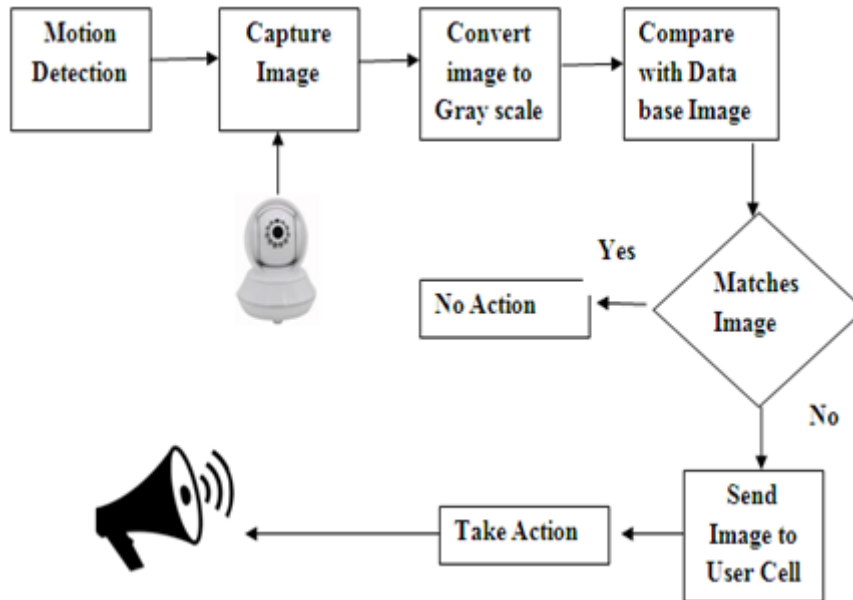 Motion
Detection
Capture
Image
Convert
image to
Gray scale
Compare
with Data
base Image
Yes
Matches
Image
No Action
No
Send
Image to
User Cell
Take Action